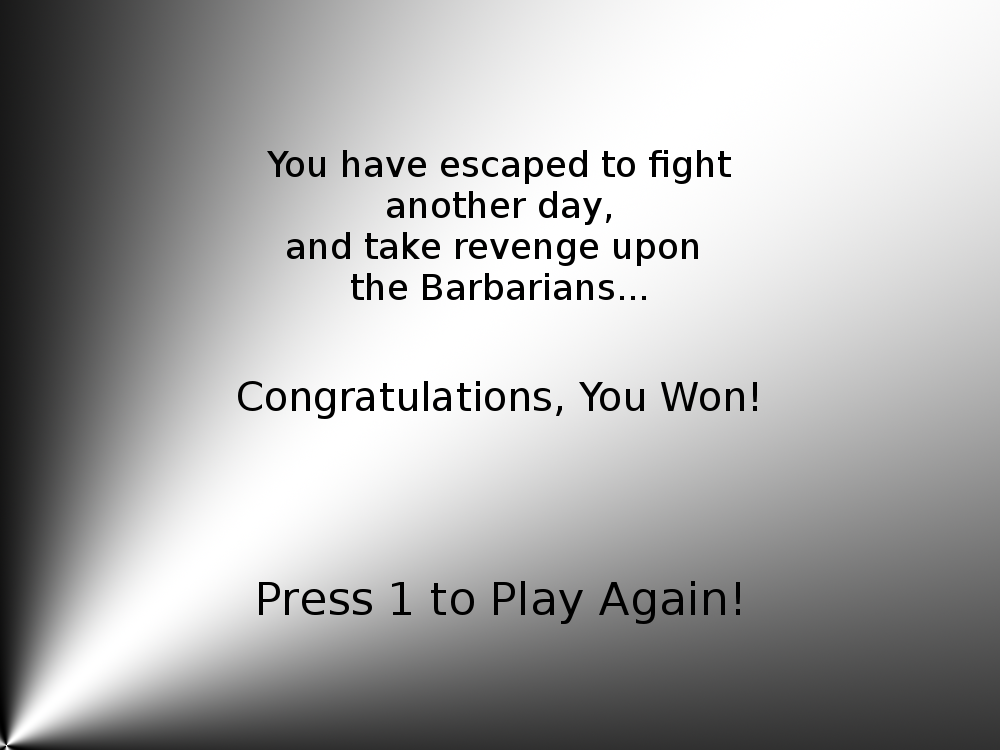 You have escaped to fight
another day,
and take revenge upon
the Barbarians...
Congratulations, You Won!
Press 1 to Play Again!